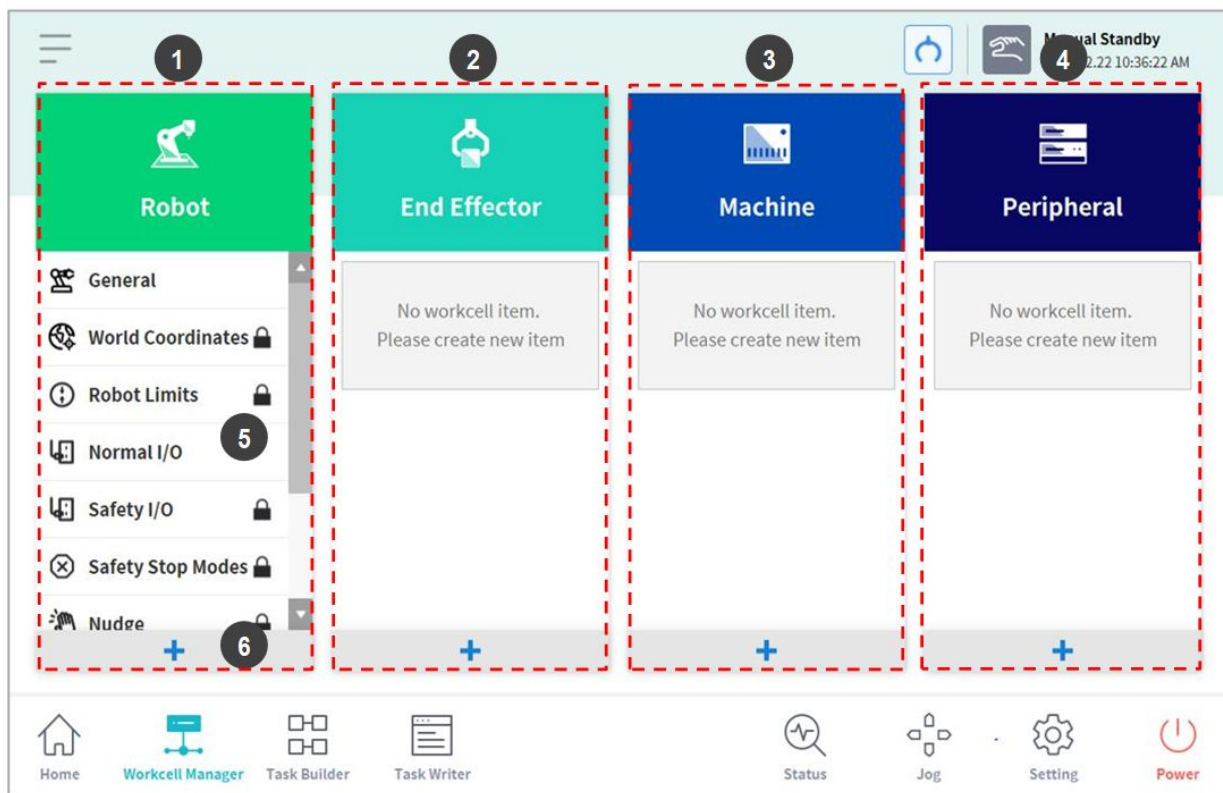 1
2
3
4
Standby
2.22 10:36:22 AM
Robot
End Effector
Machine
Peripheral
General
World Coordinates
Robot Limits
5
Normal I/O
Safety I/O
Safety Stop Modes
Nudge
6
No workcell item.
Please create new item
No workcell item.
Please create new item
No workcell item.
Please create new item
+
+
+
+
Home
Workcell Manager
Task Builder
Task Writer
Status
Jog
Setting
Power